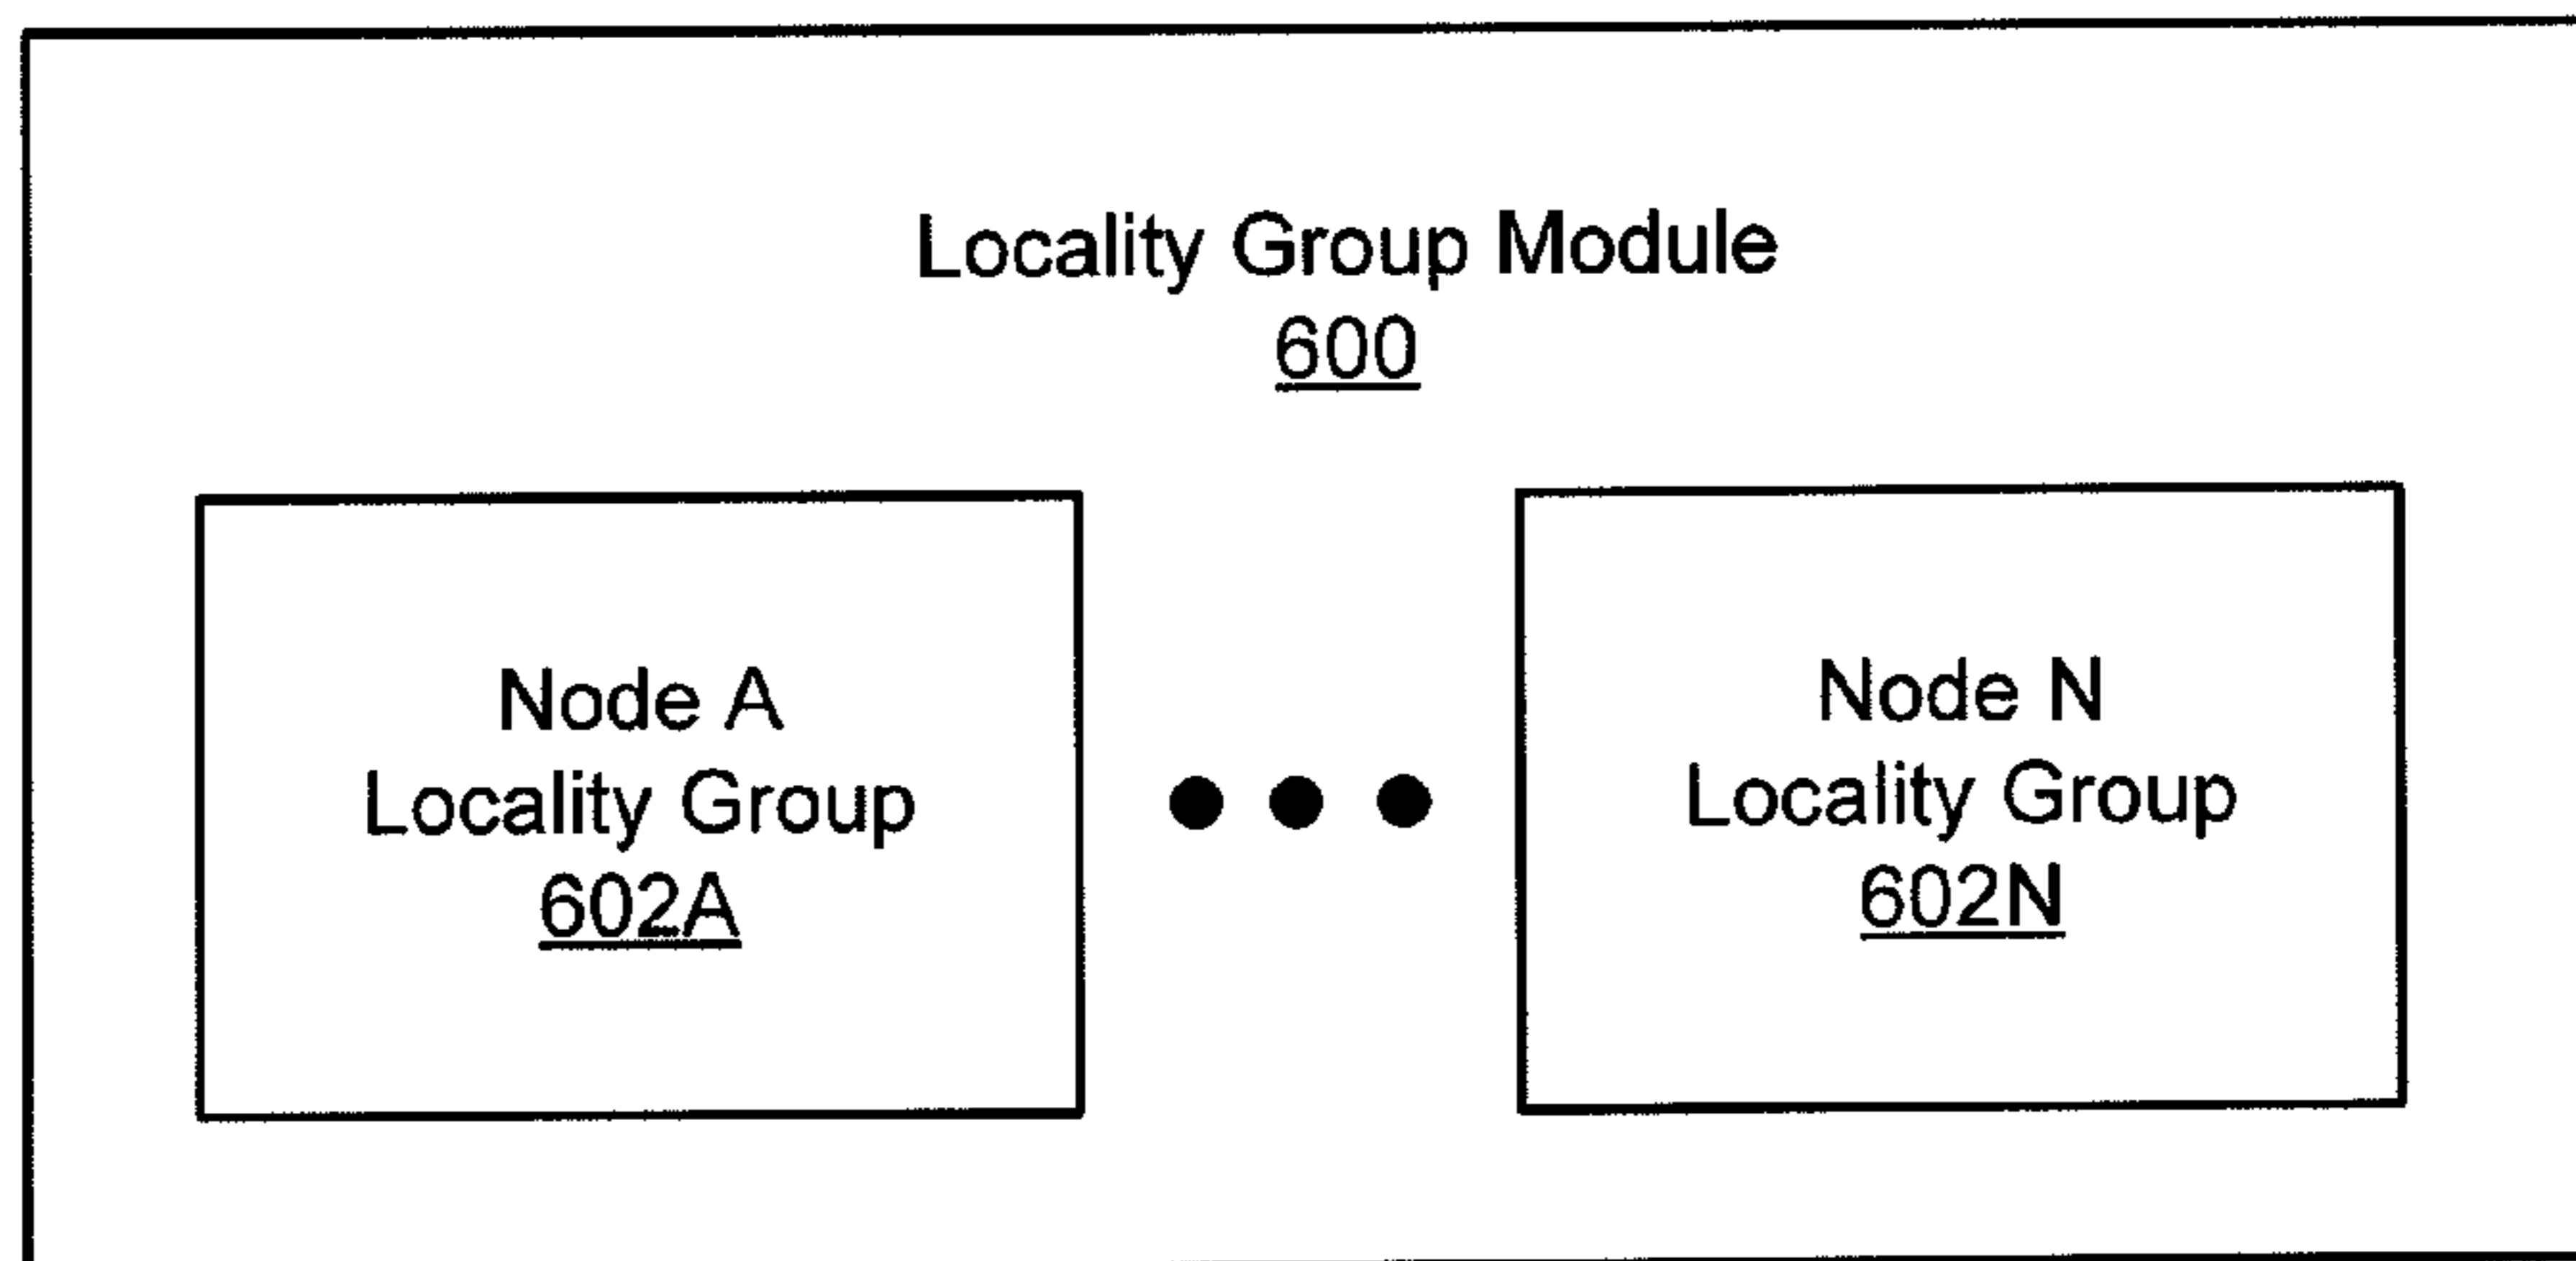 Locality Group Module
600
Node A
Locality Group
602A
Node N
Locality Group
602N